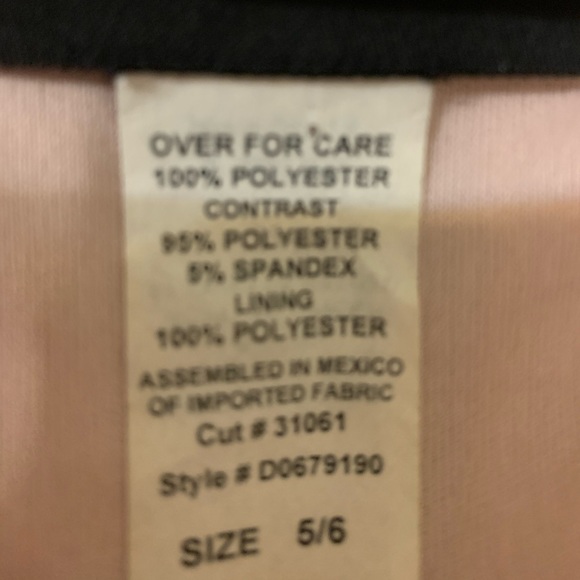 OVER FOR CARE
100% POLYESTER
CONTRAST
95% POLYESTER
5% SPANDEX
LINING
100% POLYESTER
ASSEMBLED IN MEXICO
OF IMPORTED FABRIC
Cut # 31061
Style # D0679190
SIZE 5/6